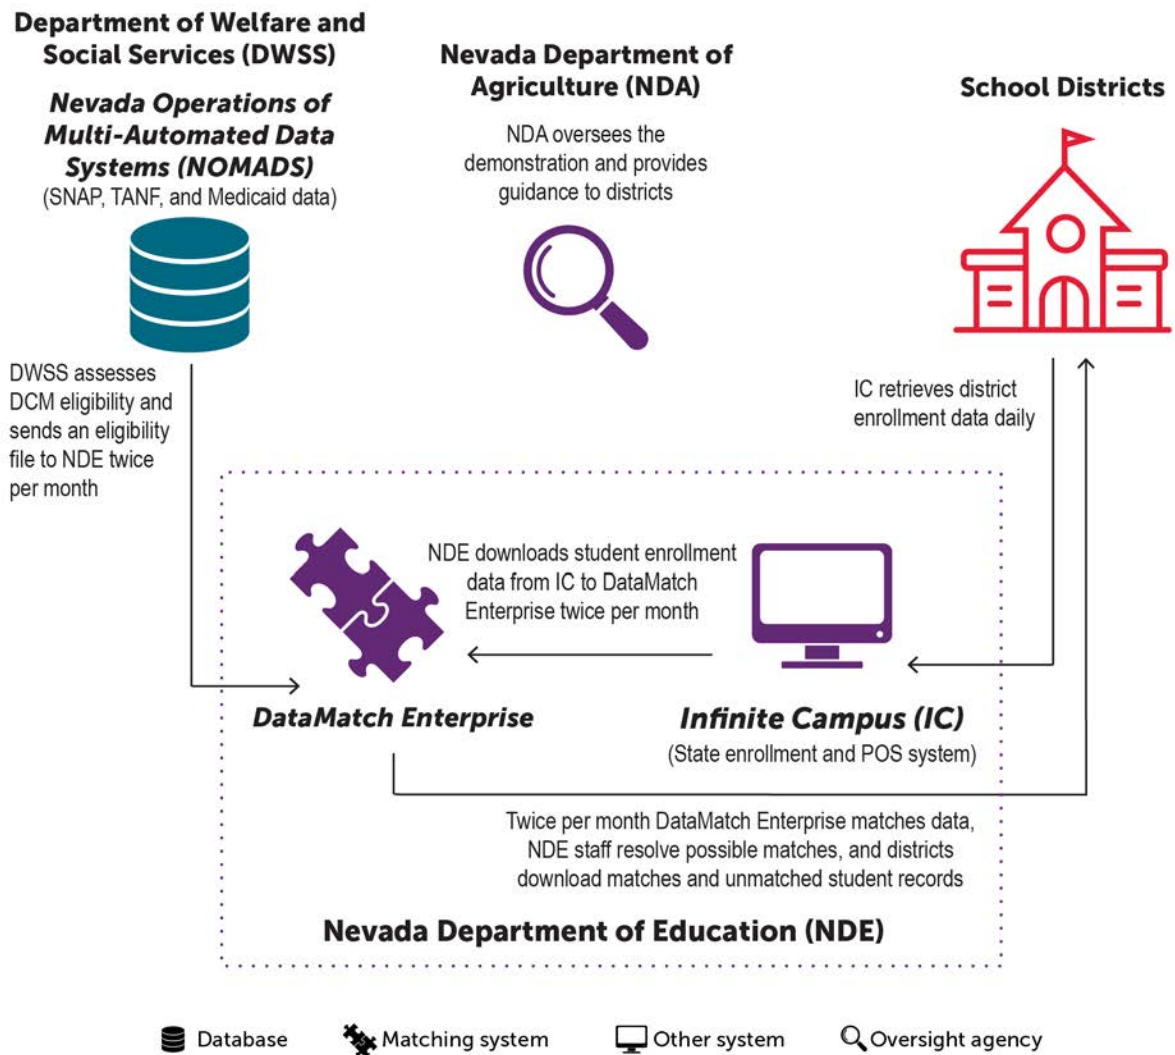 Department of Welfare and
Social Services (DWSS)
Nevada Operations of
Multi-Automated Data
Systems (NOMADS)
(SNAP, TANF, and Medicaid data)
Nevada Department of
Agriculture (NDA)
NDA oversees the
demonstration and provides
guidance to districts
School Districts
DWSS assesses
DCM eligibility and
sends an eligibility
file to NDE twice
per month
IC retrieves district
enrollment data daily
NDE downloads student enrollment
data from IC to DataMatch
Enterprise twice per month
DataMatch Enterprise
Infinite Campus (IC)
(State enrollment and POS system)
Twice per month DataMatch Enterprise matches data,
NDE staff resolve possible matches, and districts
download matches and unmatched student records
Nevada Department of Education (NDE)
Database
Matching system
Other system
Oversight agency